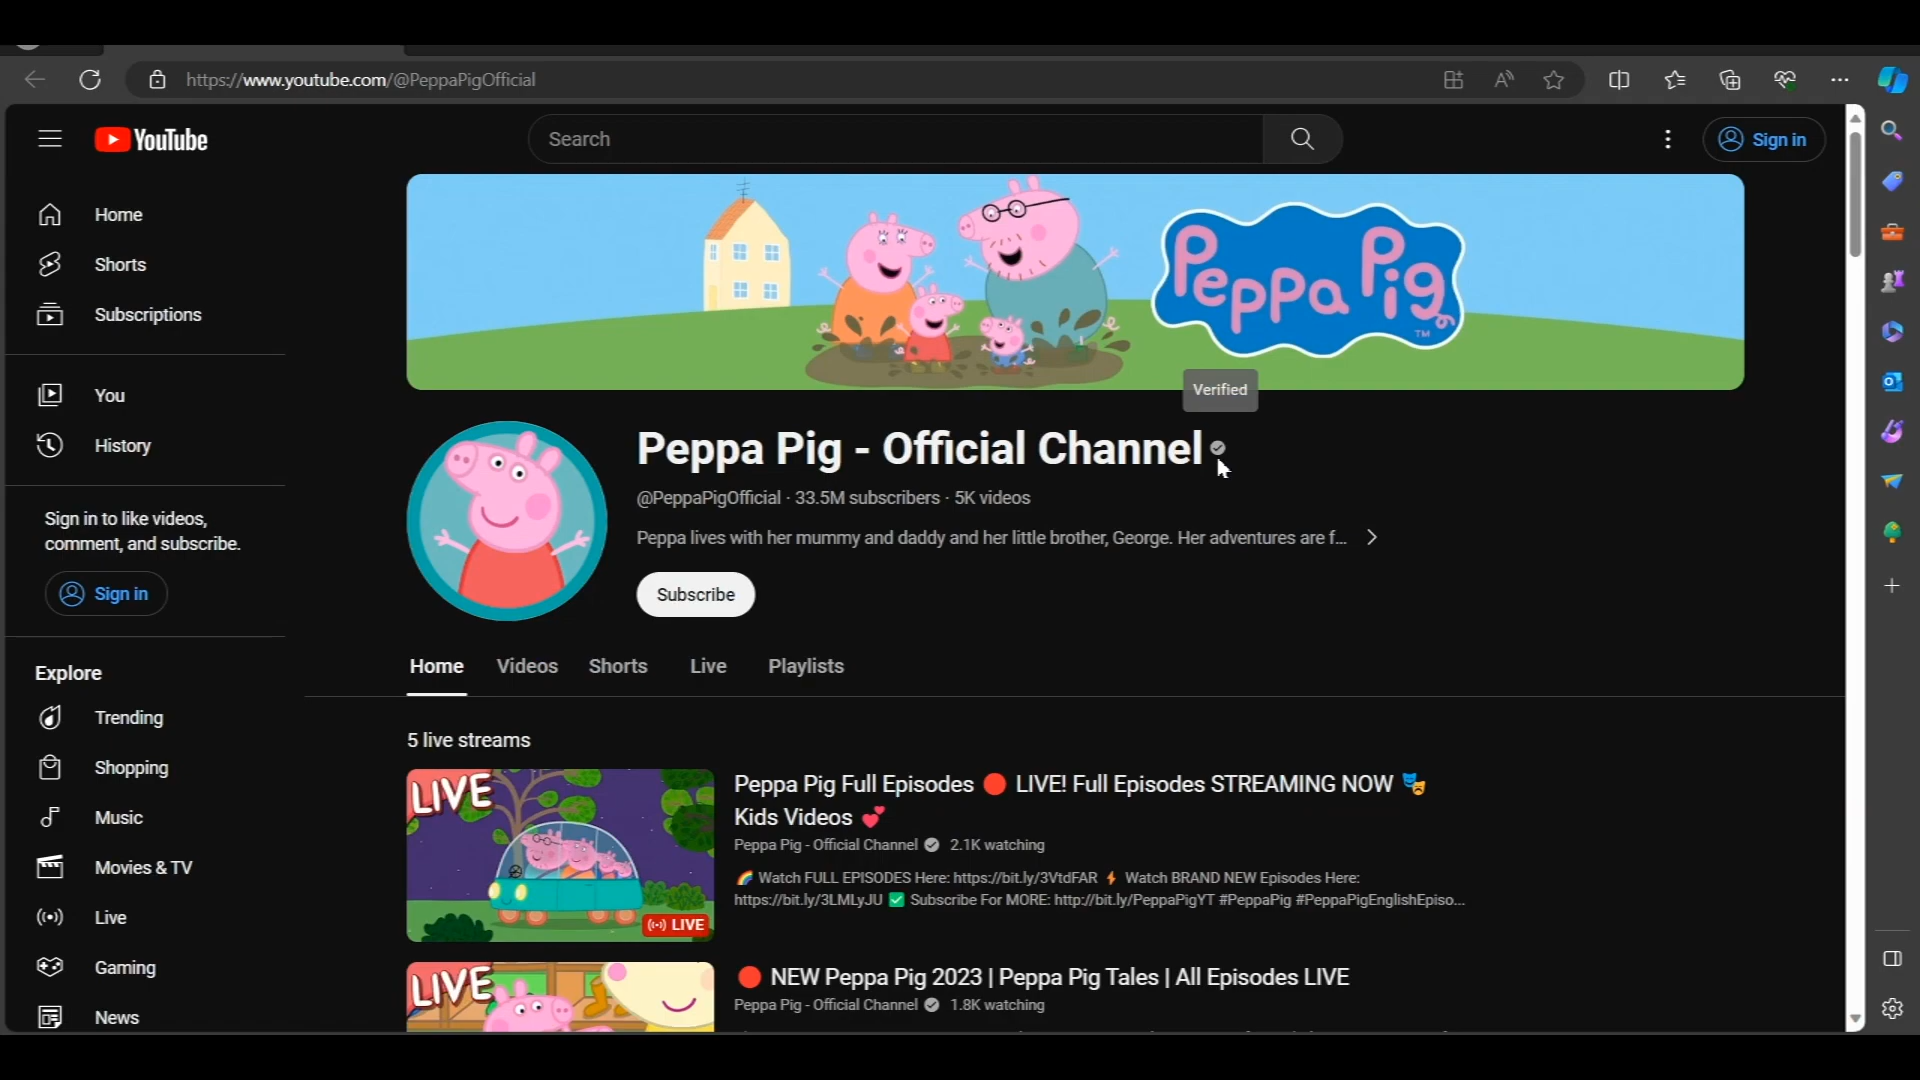 https://www.youtube.com/@PeppaPigOfficial
YouTube
Search
Sign in
Home
Shorts
Subscriptions
You
History
Sign in to like videos,
comment, and subscribe.
Sign in
Explore
Trending
Shopping
Music
Movies & TV
Live
Gaming
News
Peppa Pig
TM
Verified
Peppa Pig - Official Channel
@PeppaPigOfficial · 33.5M subscribers · 5K videos
Peppa lives with her mummy and daddy and her little brother, George. Her adventures are f...
Subscribe
Home Videos Shorts Live Playlists
5 live streams
LIVE
LIVE
Peppa Pig Full Episodes 🔴 LIVE! Full Episodes STREAMING NOW 🎭
Kids Videos 💕
Peppa Pig - Official Channel 2.1K watching
🌈 Watch FULL EPISODES Here: https://bit.ly/3VtdFAR ⚡ Watch BRAND NEW Episodes Here:
https://bit.ly/3LMLyJU ✅ Subscribe For MORE: http://bit.ly/PeppaPigYT #PeppaPig #PeppaPigEnglishEpiso...
LIVE
🔴 NEW Peppa Pig 2023 | Peppa Pig Tales | All Episodes LIVE
Peppa Pig - Official Channel 1.8K watching